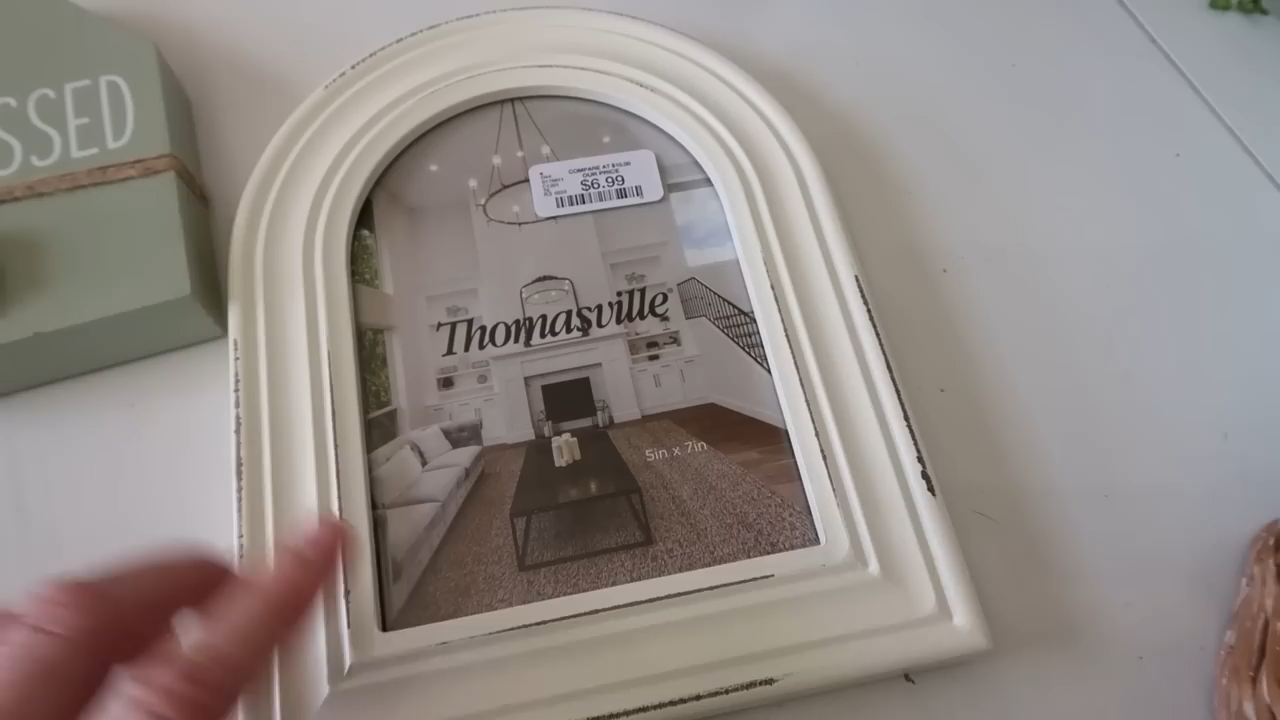 SSED
COMPARE AT $10.00
OUR PRICE
$6.99
Thomasville
5in x 7in